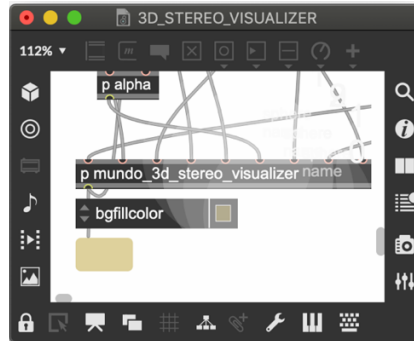 3D_STEREO_VISUALIZER
112%
p alpha
p mundo_3d_stereo_visualizer
name
bgfillcolor